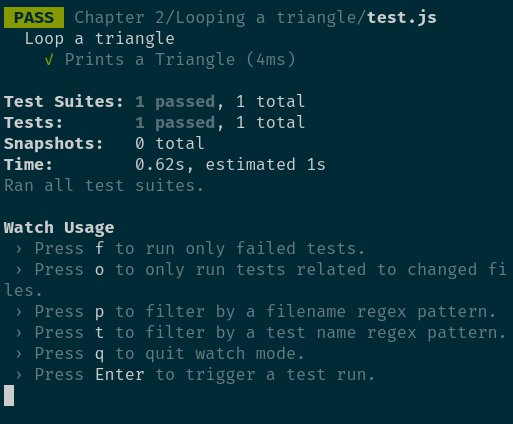 PASS Chapter 2/Looping a triangle/test.js
Loop a triangle
√ Prints a Triangle (4ms)
Test Suites: 1 passed, 1 total
Tests: 1 passed, 1 total
Snapshots: 0 total
Time: 0.62s, estimated 1s
Ran all test suites.
Watch Usage
› Press f to run only failed tests.
› Press o to only run tests related to changed fi
les.
› Press p to filter by a filename regex pattern.
› Press t to filter by a test name regex pattern.
› Press q to quit watch mode.
› Press Enter to trigger a test run.